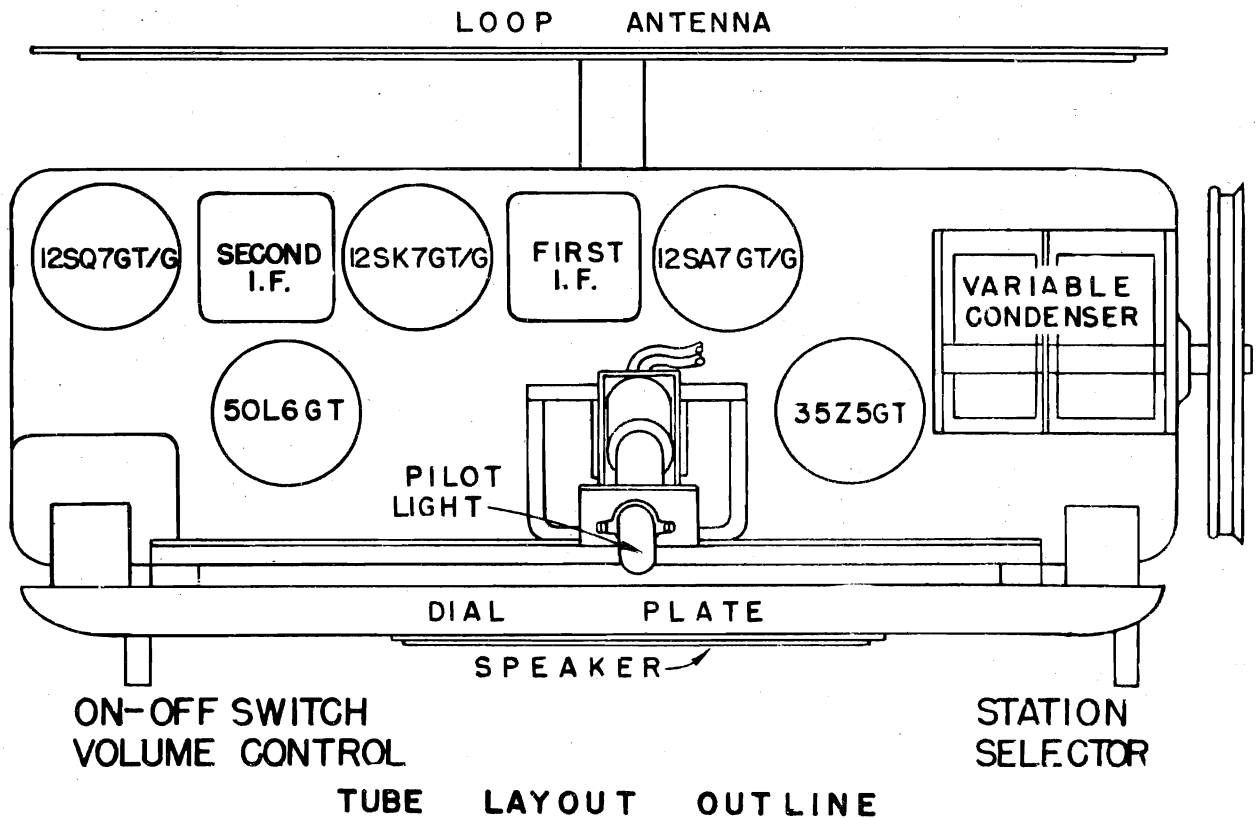 LOOP ANTENNA
12SQ7GT/G
SECOND
I.F.
12SK7GT/G
FIRST
I.F.
12SA7GT/G
VARIABLE
CONDENSER
50L6GT
35Z5GT
PILOT
LIGHT
DIAL PLATE
SPEAKER
ON-OFF SWITCH
VOLUME CONTROL
STATION
SELECTOR
TUBE LAYOUT OUTLINE